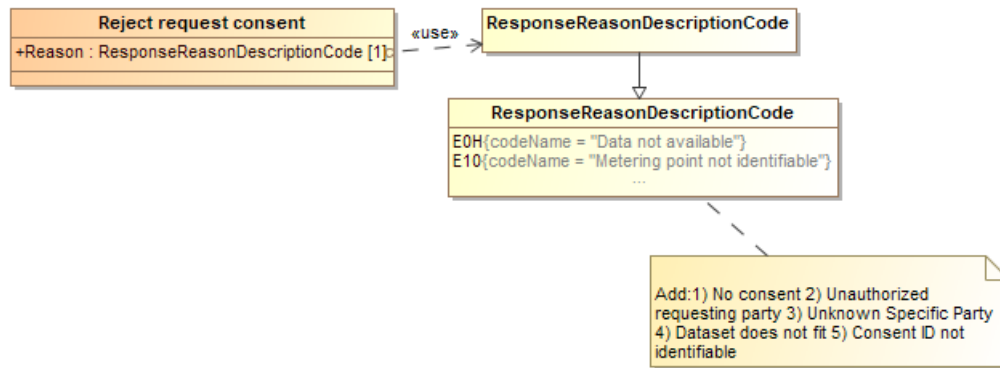 Reject request consent
+Reason : ResponseReasonDescriptionCode [1]
«use»
ResponseReasonDescriptionCode
ResponseReasonDescriptionCode
E0H{codeName = "Data not available"}
E10{codeName = "Metering point not identifiable"}
...
Add:1) No consent 2) Unauthorized
requesting party 3) Unknown Specific Party
4) Dataset does not fit 5) Consent ID not
identifiable